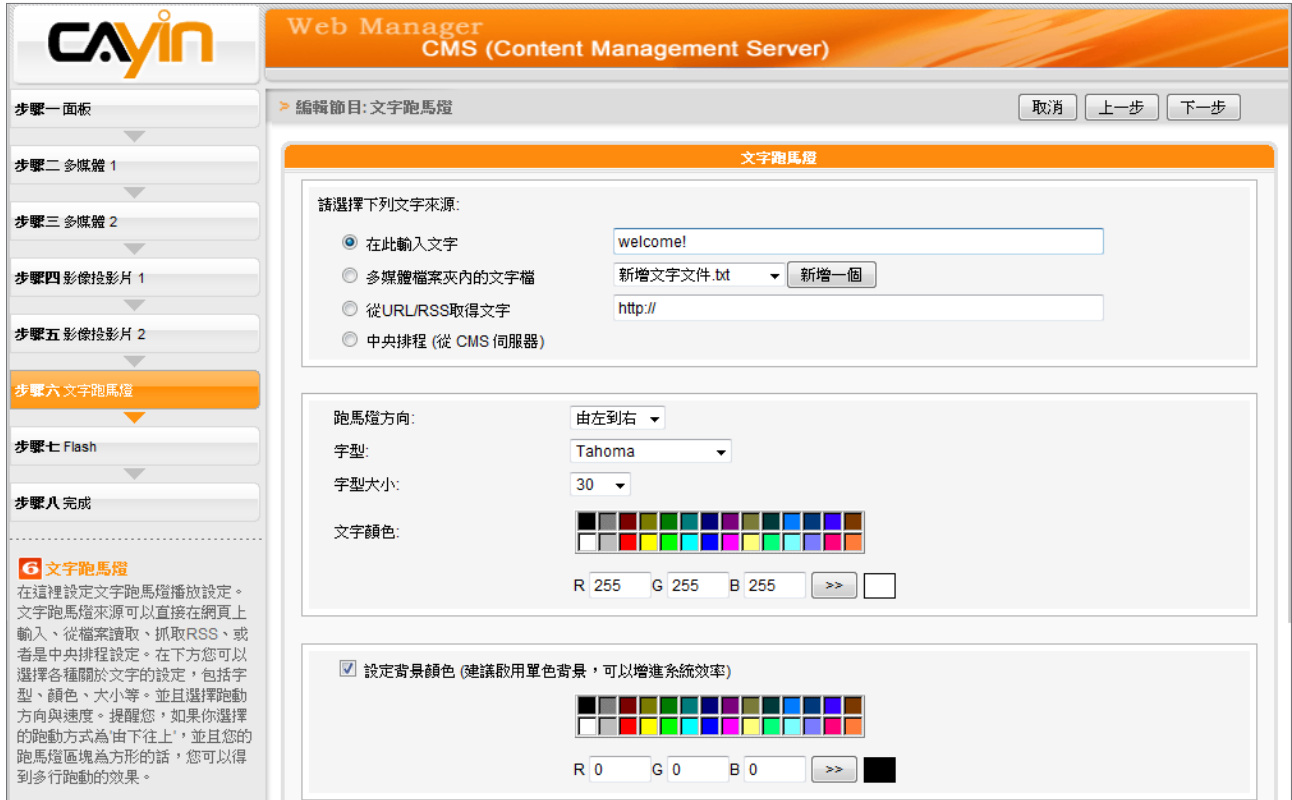 CAYIN
Web Manager
CMS (Content Management Server)
步驟一 面板
步驟二 多媒體 1
步驟三 多媒體 2
步驟四 影像投影片 1
步驟五 影像投影片 2
步驟六 文字跑馬燈
步驟七 Flash
步驟八 完成
6 文字跑馬燈
在這裡設定文字跑馬燈播放設定。
文字跑馬燈來源可以直接在網頁上
輸入、從檔案讀取、抓取RSS、或
者是中央排程設定。在下方您可以
選擇各種關於文字的設定，包括字
型、顏色、大小等。並且選擇跑動
方向與速度。提醒您，如果你選擇
的跑動方式為'由下往上'，並且您的
跑馬燈區塊為方形的話，您可以得
到多行跑動的效果。
> 編輯節目: 文字跑馬燈
取消 上一步 下一步
文字跑馬燈
請選擇下列文字來源:
在此輸入文字 welcome!
多媒體檔案夾內的文字檔 新增文字文件.txt 新增一個
從URL/RSS取得文字 http://
中央排程 (從 CMS 伺服器)
跑馬燈方向: 由左到右
字型: Tahoma
字型大小: 30
文字顏色:
R 255 G 255 B 255 >>
設定背景顏色 (建議啟用單色背景，可以增進系統效率)
R 0 G 0 B 0 >>